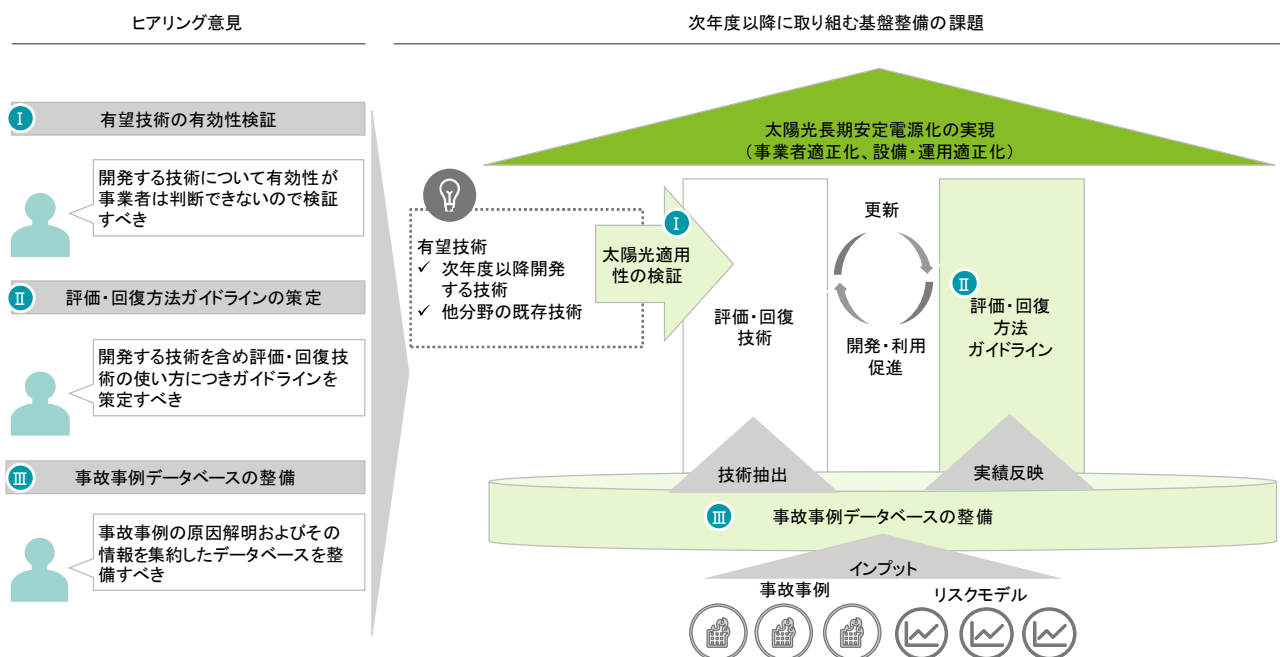 ヒアリング意見
次年度以降に取り組む基盤整備の課題
Ⅰ
有望技術の有効性検証
開発する技術について有効性が
事業者は判断できないので検証
すべき
Ⅱ
評価・回復方法ガイドラインの策定
開発する技術を含め評価・回復技
術の使い方につきガイドラインを
策定すべき
Ⅲ
事故事例データベースの整備
事故事例の原因解明およびその
情報を集約したデータベースを整
備すべき
太陽光長期安定電源化の実現
（事業者適正化、設備・運用適正化）
有望技術
✓ 次年度以降開発
する技術
✓ 他分野の既存技術
Ⅰ
太陽光適用
性の検証
評価・回復
技術
更新
開発・利用
促進
Ⅱ
評価・回復
方法
ガイドライン
技術抽出
実績反映
Ⅲ
事故事例データベースの整備
インプット
事故事例
リスクモデル